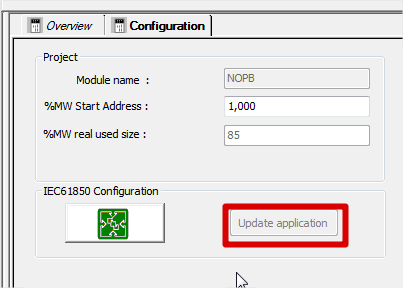 Overview
Configuration
Project
Module name :
NOPB
%MW Start Address :
1,000
%MW real used size :
85
IEC61850 Configuration
Update application